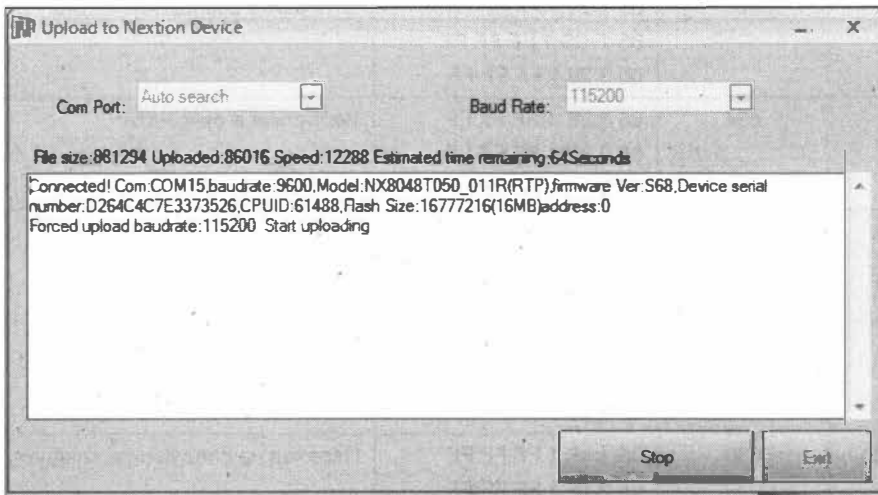 Upload to Nextion Device
Com Port: Auto search Baud Rate: 115200
File size:881294 Uploaded:86016 Speed:12288 Estimated time remaining:64Seconds
Connected! Com:COM15,baudrate:9600,Model:NX8048T050_011R(RTP),firmware Ver:S68,Device serial
number:D264C4C7E3373526,CPUID:61488,Flash Size:16777216(16MB)address:0
Forced upload baudrate:115200 Start uploading
Stop Exit